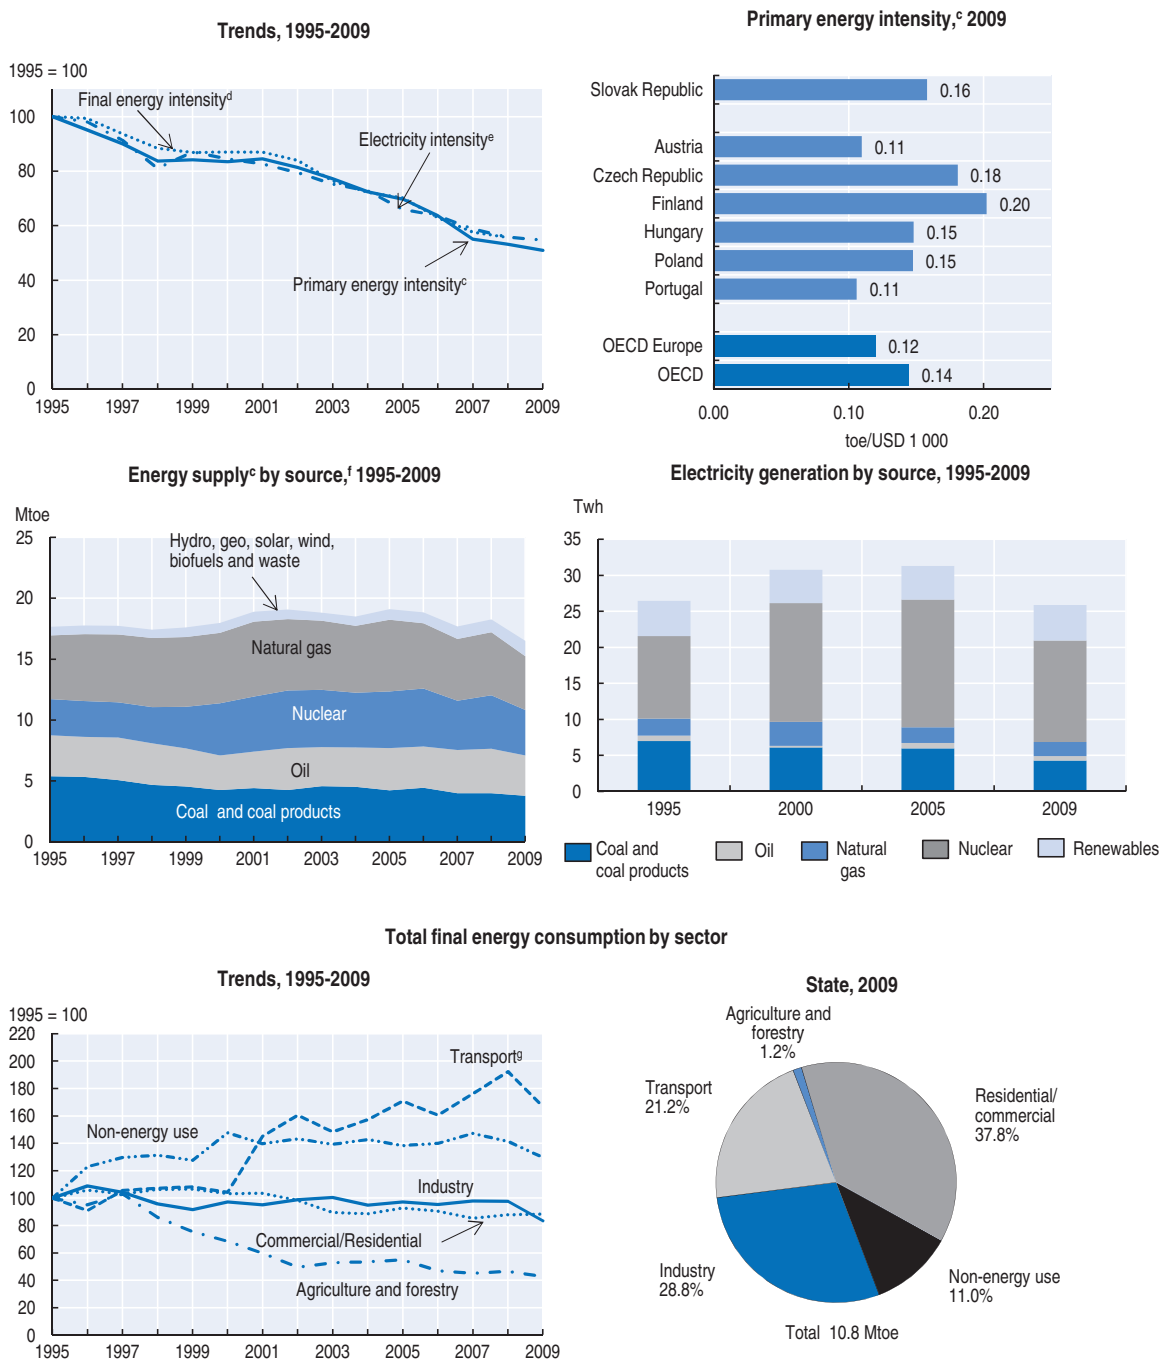 Trends, 1995-2009
1995 = 100
100
80
60
40
20
0
Final energy intensityᵈ
Electricity intensityᵉ
Primary energy intensityᶜ
1995 1997 1999 2001 2003 2005 2007 2009
Primary energy intensity,ᶜ 2009
Slovak Republic 0.16
Austria 0.11
Czech Republic 0.18
Finland 0.20
Hungary 0.15
Poland 0.15
Portugal 0.11
OECD Europe 0.12
OECD 0.14
0.00 0.10 0.20
toe/USD 1 000
Energy supplyᶜ by source,ᶠ 1995-2009
Mtoe
25
20
15
10
5
0
Hydro, geo, solar, wind,
biofuels and waste
Natural gas
Nuclear
Oil
Coal and coal products
1995 1997 1999 2001 2003 2005 2007 2009
Electricity generation by source, 1995-2009
Twh
35
30
25
20
15
10
5
0
1995 2000 2005 2009
Coal and
coal products
Oil
Natural
gas
Nuclear
Renewables
Total final energy consumption by sector
Trends, 1995-2009
1995 = 100
220
200
180
160
140
120
100
80
60
40
20
0
Transportᵍ
Non-energy use
Industry
Commercial/Residential
Agriculture and forestry
1995 1997 1999 2001 2003 2005 2007 2009
State, 2009
Agriculture and
forestry
1.2%
Transport
21.2%
Residential/
commercial
37.8%
Industry
28.8%
Non-energy use
11.0%
Total 10.8 Mtoe